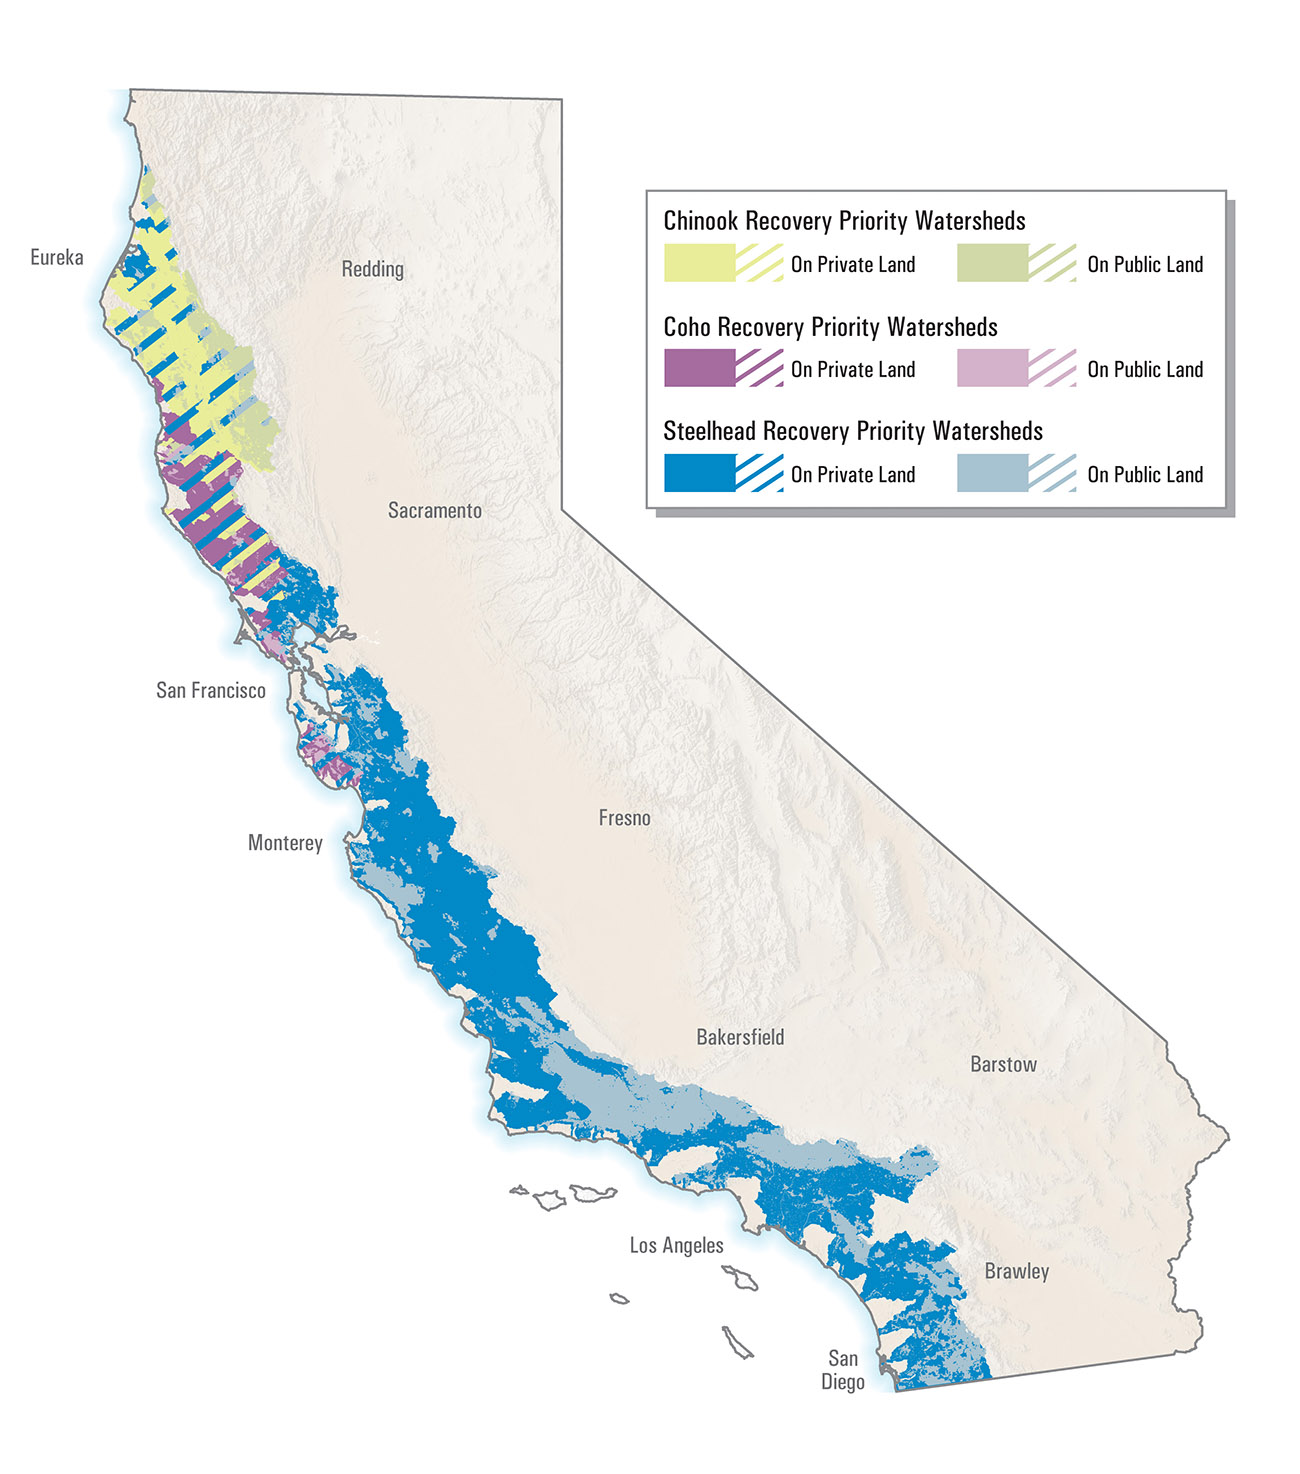 Chinook Recovery Priority Watersheds
On Private Land
On Public Land
Coho Recovery Priority Watersheds
On Private Land
On Public Land
Steelhead Recovery Priority Watersheds
On Private Land
On Public Land
Eureka
Redding
Sacramento
San Francisco
Fresno
Monterey
Bakersfield
Barstow
Los Angeles
Brawley
San
Diego